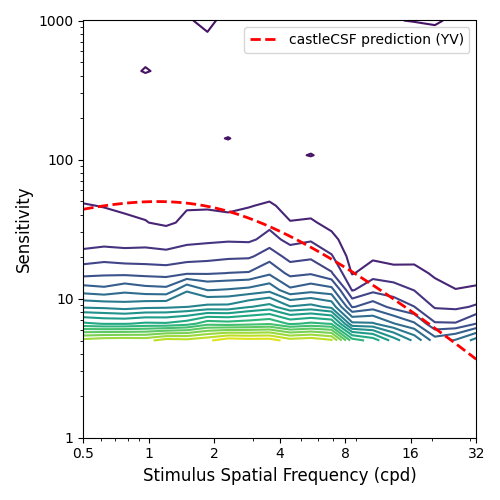 1000
castleCSF prediction (YV)
100
Sensitivity
10
1
0.5 1 2 4 8 16 32
Stimulus Spatial Frequency (cpd)